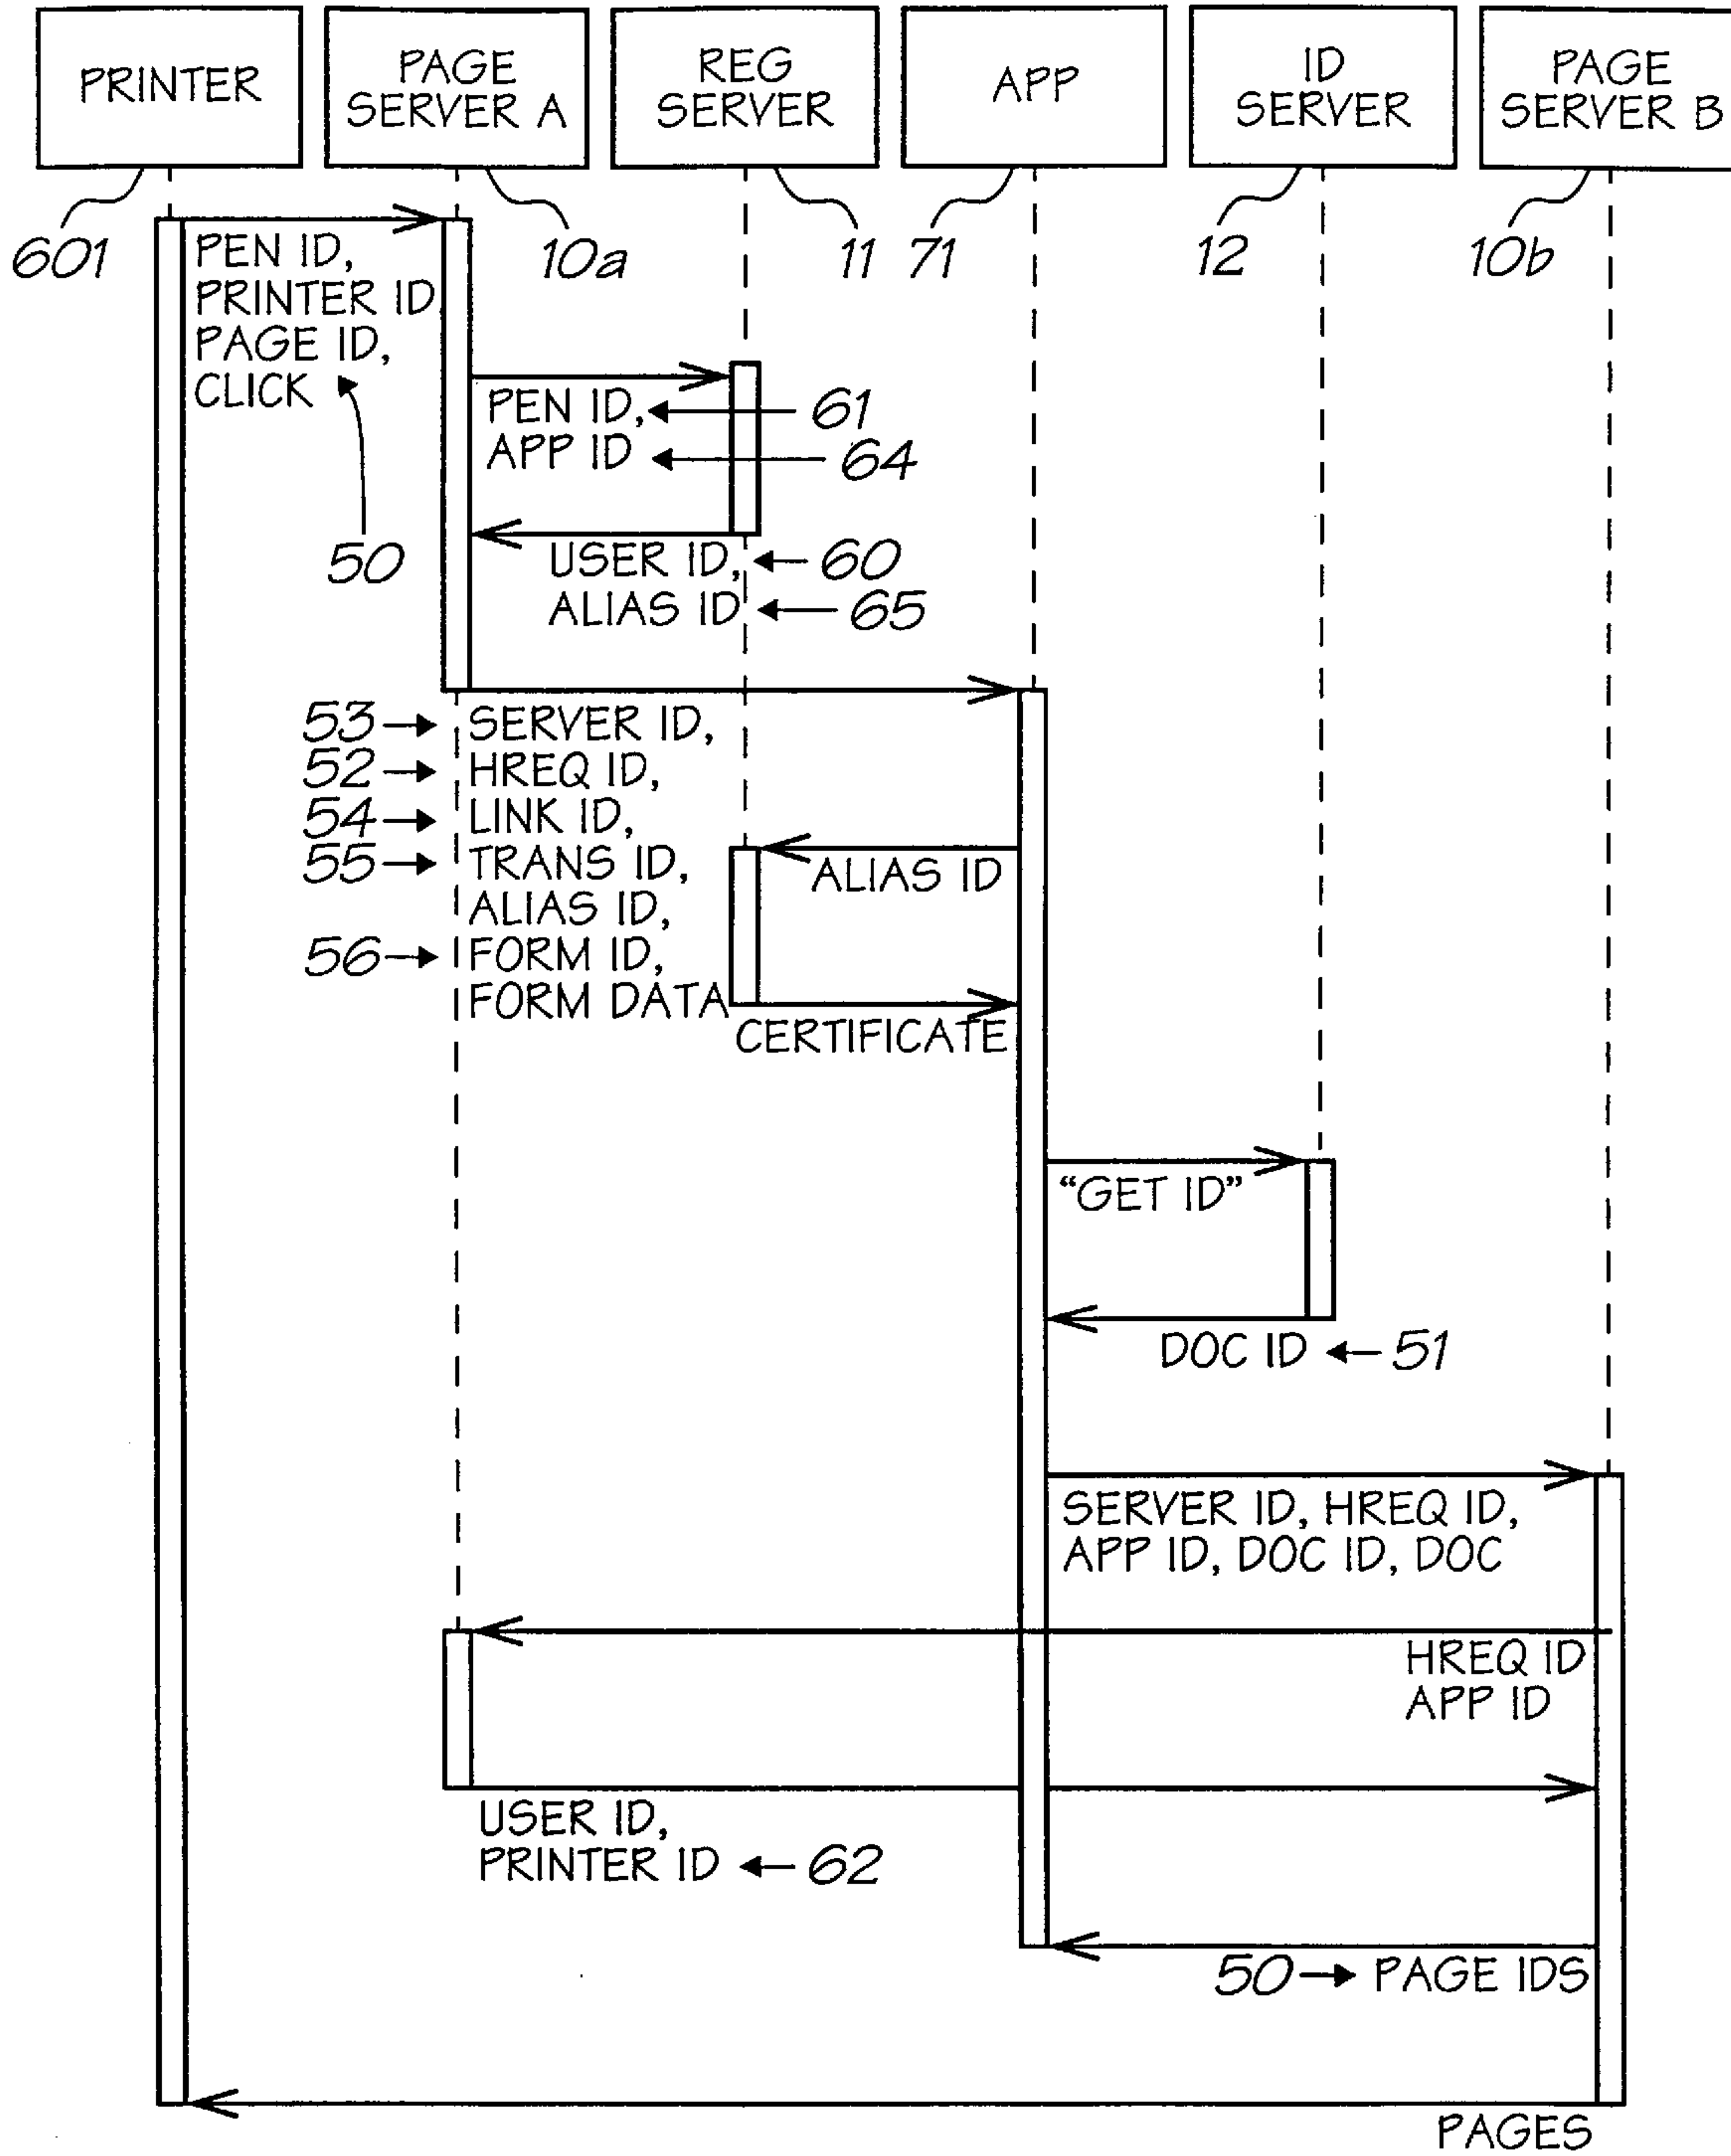 PRINTER
PAGE
SERVER A
REG
SERVER
APP
ID
SERVER
PAGE
SERVER B
601
10a
11
71
12
10b
PEN ID,
PRINTER ID
PAGE ID,
CLICK
50
PEN ID,
61
APP ID
64
USER ID,
60
ALIAS ID
65
53
SERVER ID,
52
HREQ ID,
54
LINK ID,
55
TRANS ID,
ALIAS ID,
56
FORM ID,
FORM DATA
ALIAS ID
CERTIFICATE
“GET ID”
DOC ID
51
SERVER ID, HREQ ID,
APP ID, DOC ID, DOC
HREQ ID
APP ID
USER ID,
PRINTER ID
62
50
PAGE IDS
PAGES